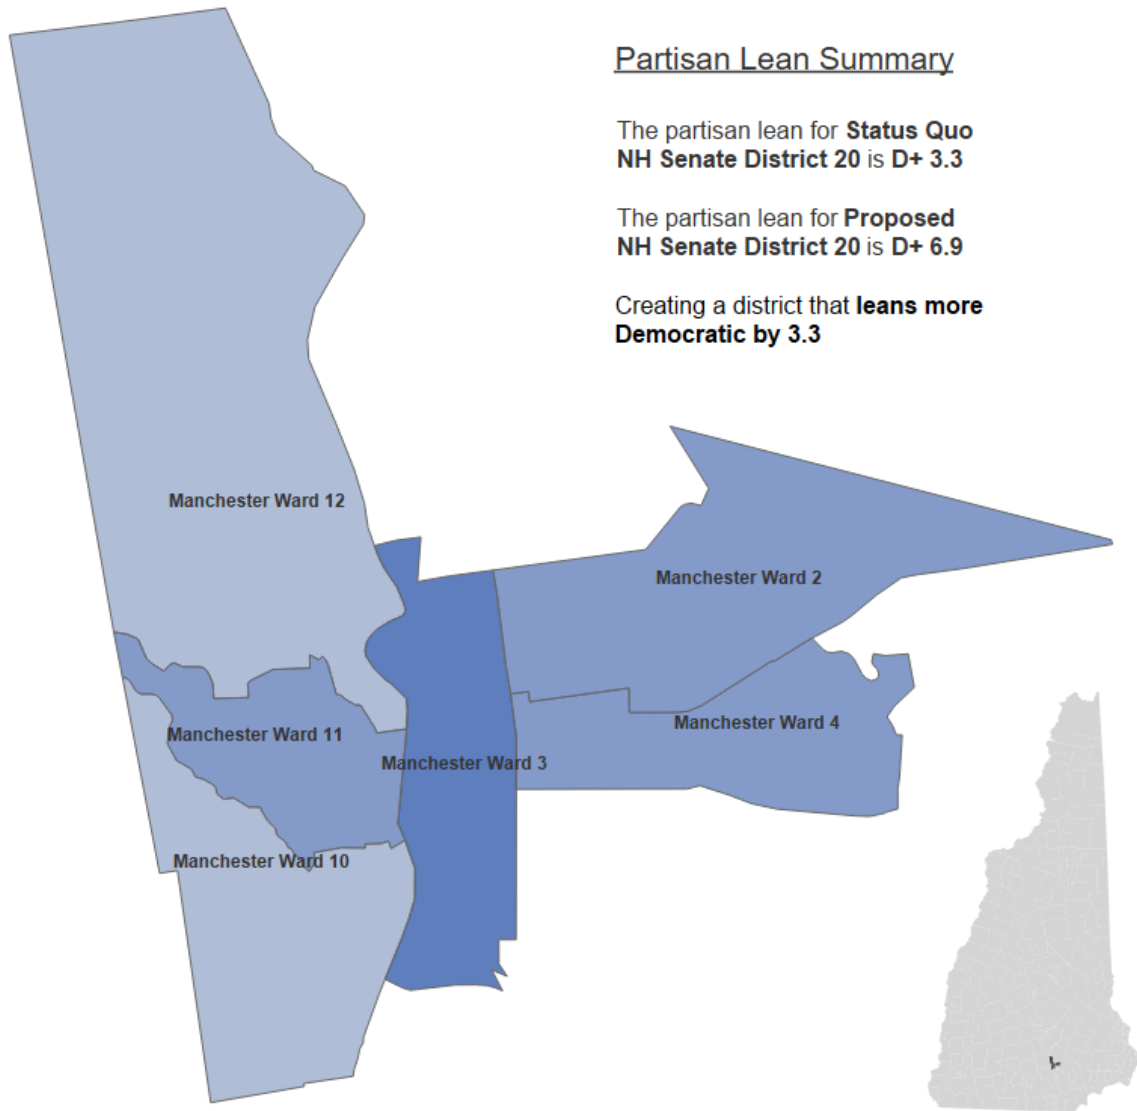 Partisan Lean Summary
The partisan lean for Status Quo
NH Senate District 20 is D+ 3.3
The partisan lean for Proposed
NH Senate District 20 is D+ 6.9
Creating a district that leans more
Democratic by 3.3
Manchester Ward 12
Manchester Ward 2
Manchester Ward 4
Manchester Ward 11
Manchester Ward 3
Manchester Ward 10